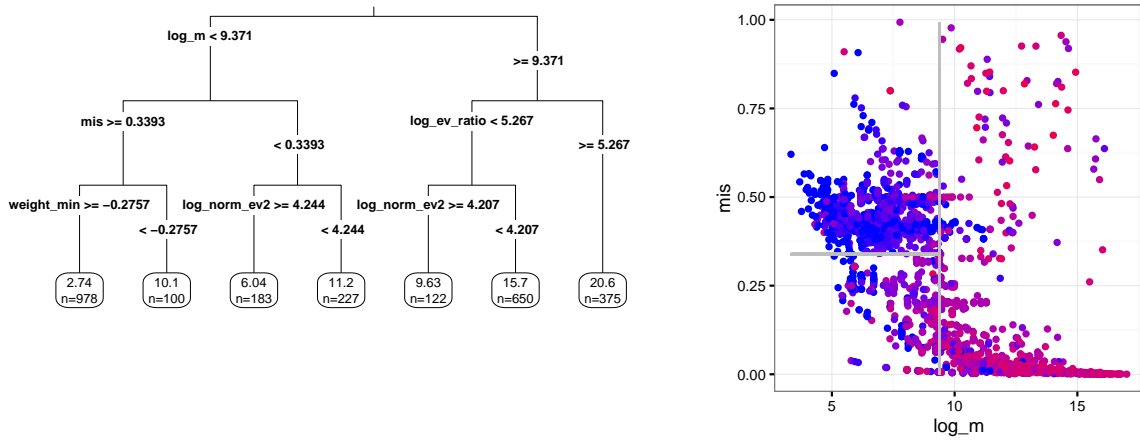 log_m < 9.371
>= 9.371
mis >= 0.3393
< 0.3393
log_ev_ratio < 5.267
>= 5.267
weight_min >= −0.2757
< −0.2757
log_norm_ev2 >= 4.244
< 4.244
log_norm_ev2 >= 4.207
< 4.207
2.74
n=978
10.1
n=100
6.04
n=183
11.2
n=227
9.63
n=122
15.7
n=650
20.6
n=375
1.00
0.75
0.50
0.25
0.00
mis
5 10 15
log_m